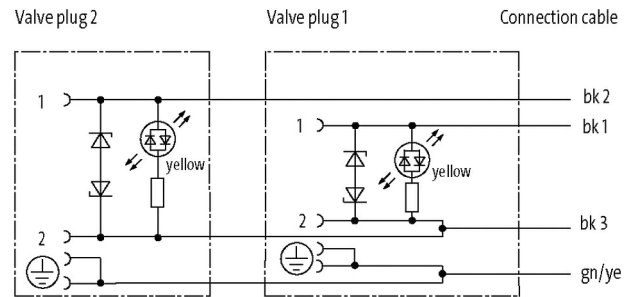 Valve plug 2 Valve plug 1 Connection cable
1 bk 2
1 bk 1
yellow yellow
2 bk 3
2
gn/ye